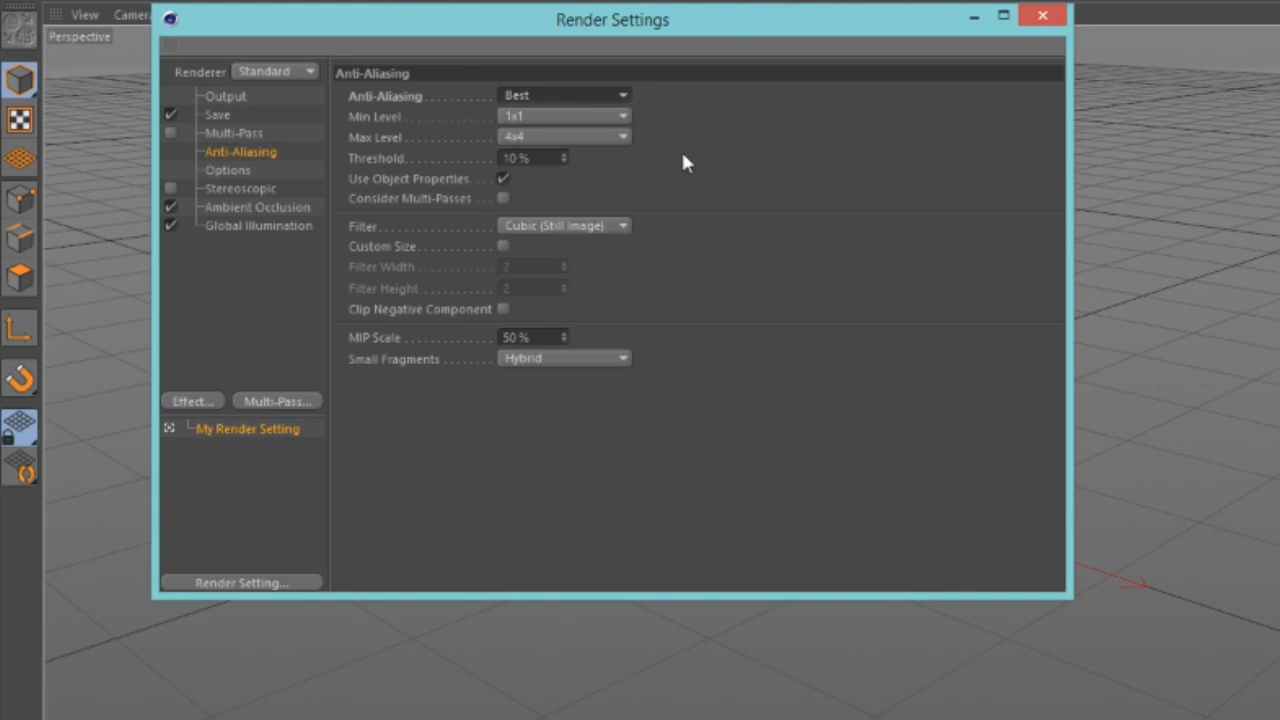 Render Settings
View Camer
Perspective
Renderer Standard
Output
Save
Multi-Pass
Anti-Aliasing
Options
Stereoscopic
Ambient Occlusion
Global Illumination
Effect... Multi-Pass...
My Render Setting
Render Setting...
Anti-Aliasing
Anti-Aliasing Best
Min Level 1x1
Max Level 4x4
Threshold 10 %
Use Object Properties
Consider Multi-Passes
Filter Cubic (Still Image)
Custom Size
Filter Width 2
Filter Height 2
Clip Negative Component
MIP Scale 50 %
Small Fragments Hybrid